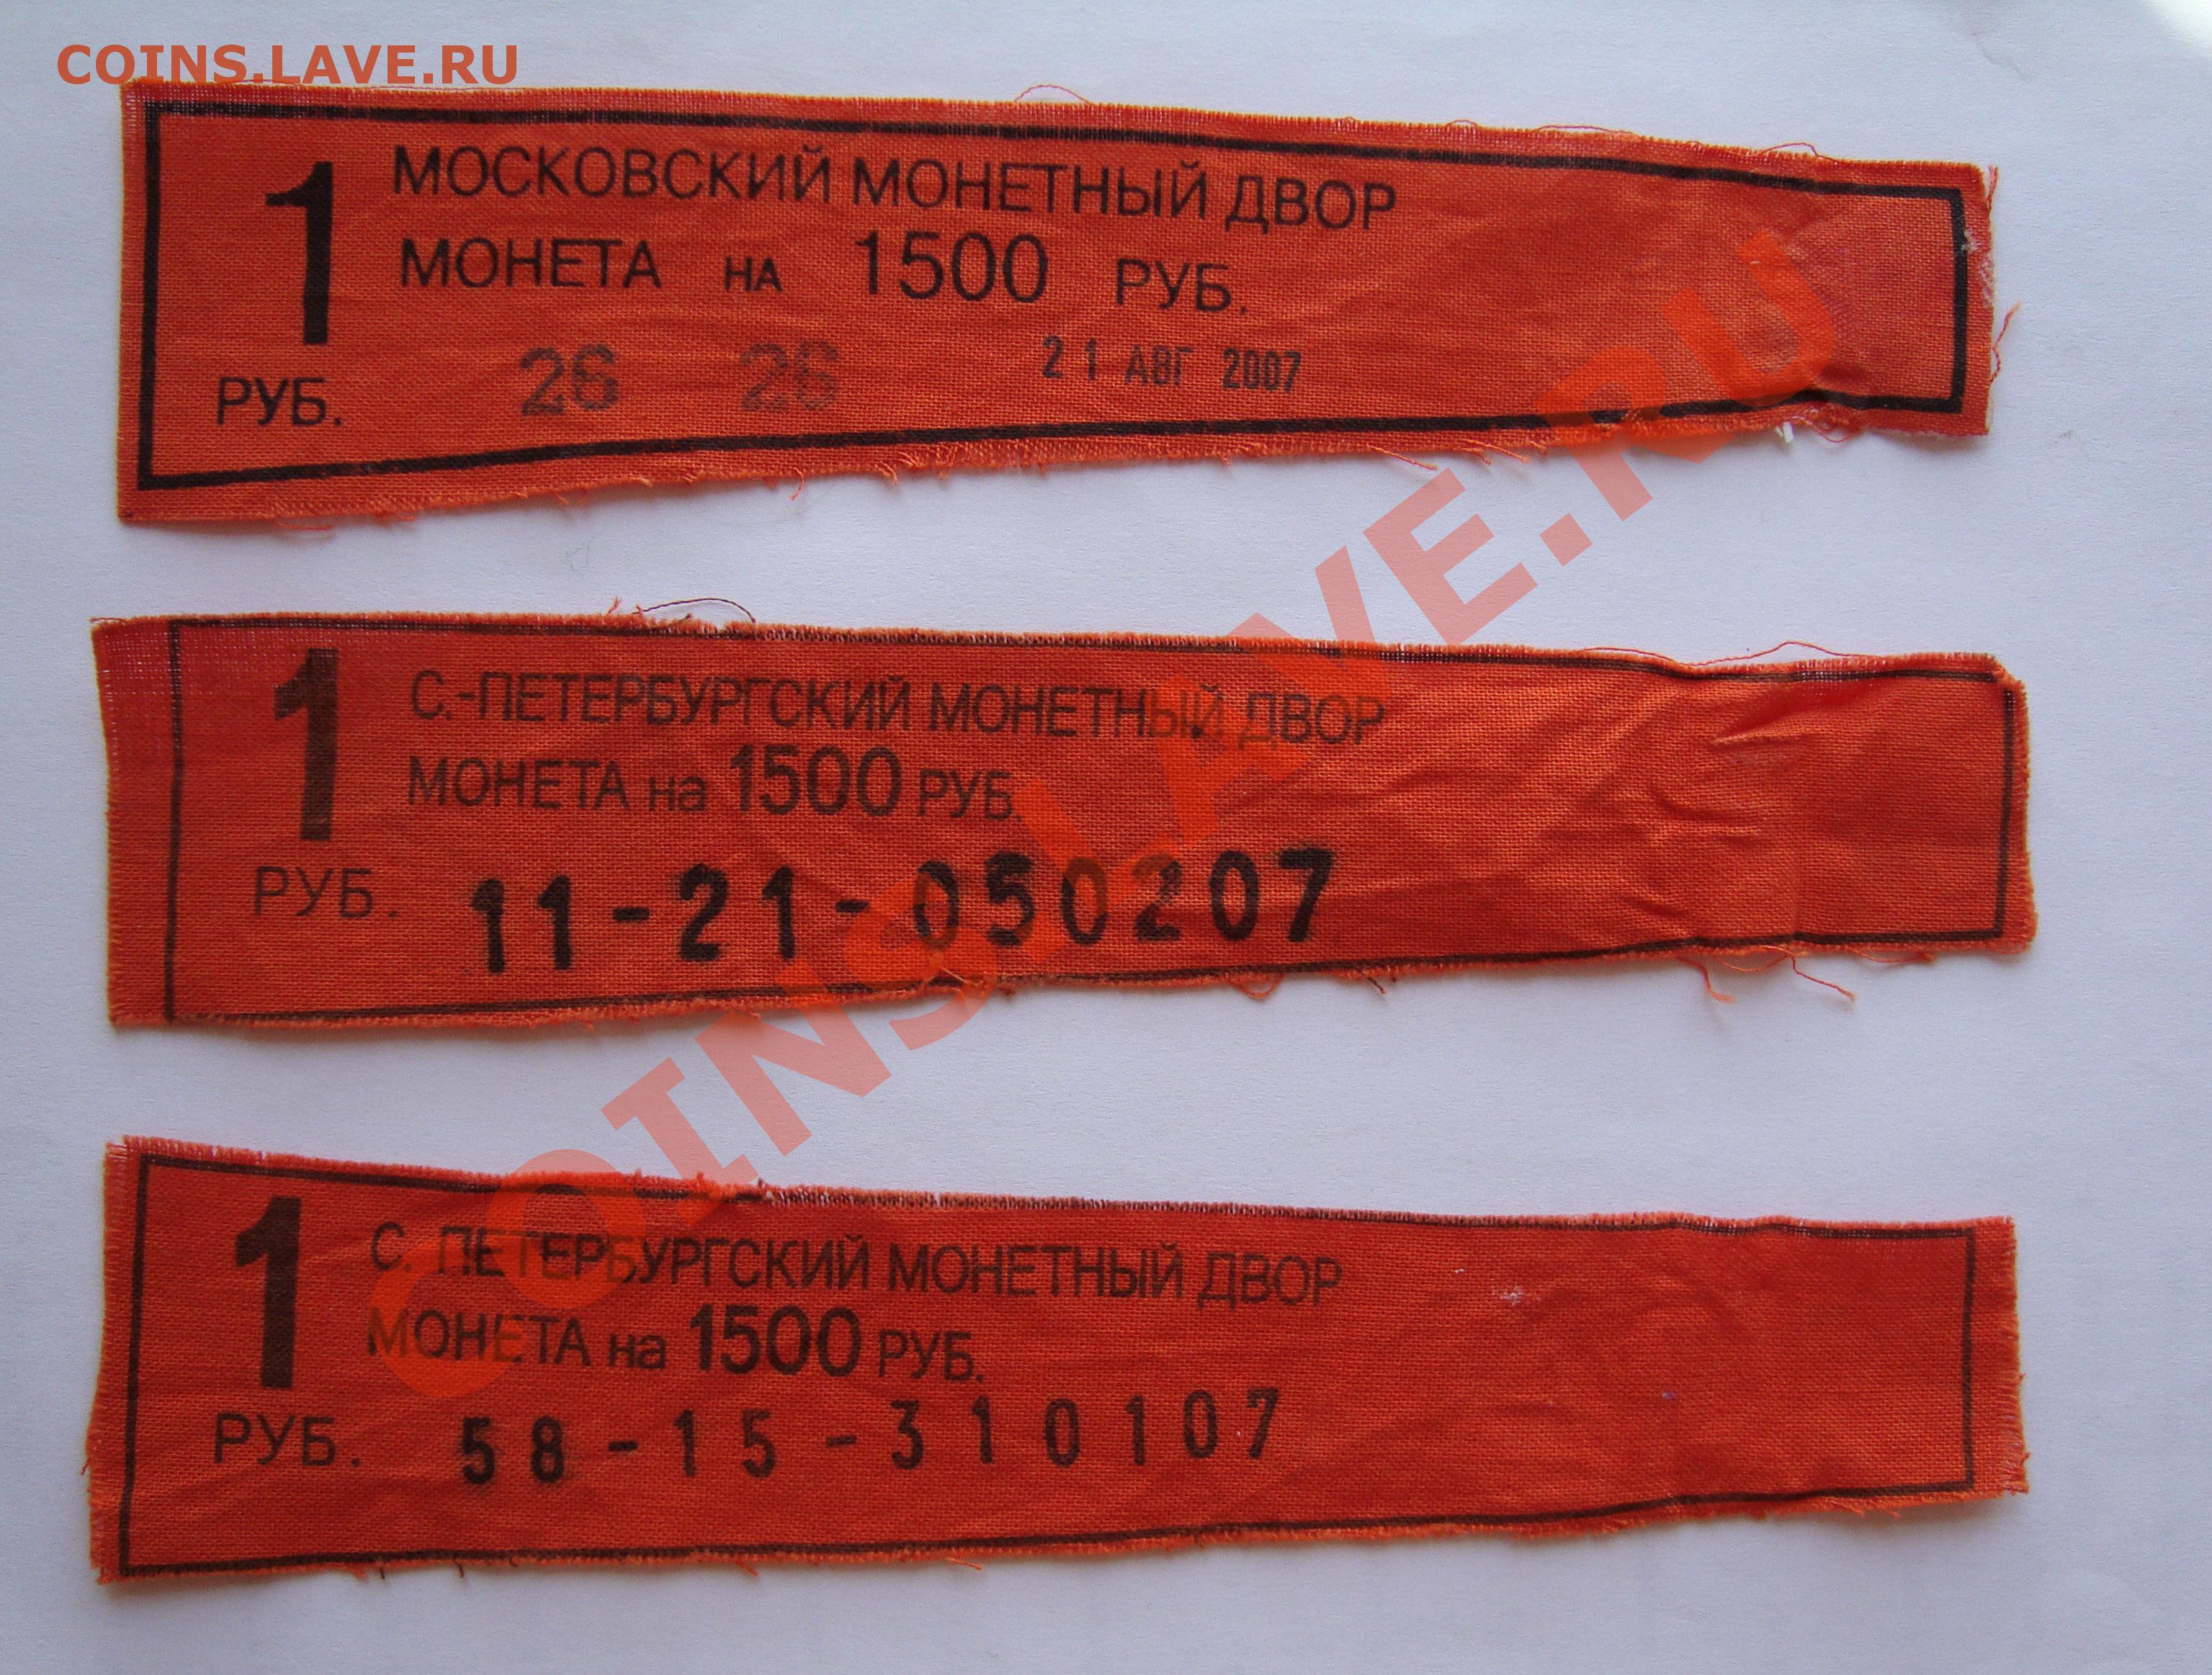 COINS.LAVE.RU
1
РУБ.
МОСКОВСКИЙ МОНЕТНЫЙ ДВОР
МОНЕТА НА 1500 РУБ.
26 26 21 АВГ 2007
1
РУБ.
С.-ПЕТЕРБУРГСКИЙ МОНЕТНЫЙ ДВОР
МОНЕТА на 1500 РУБ.
11-21-050207
1
РУБ.
С. ПЕТЕРБУРГСКИЙ МОНЕТНЫЙ ДВОР
МОНЕТА на 1500 РУБ.
58-15-310107
COINS.LAVE.RU